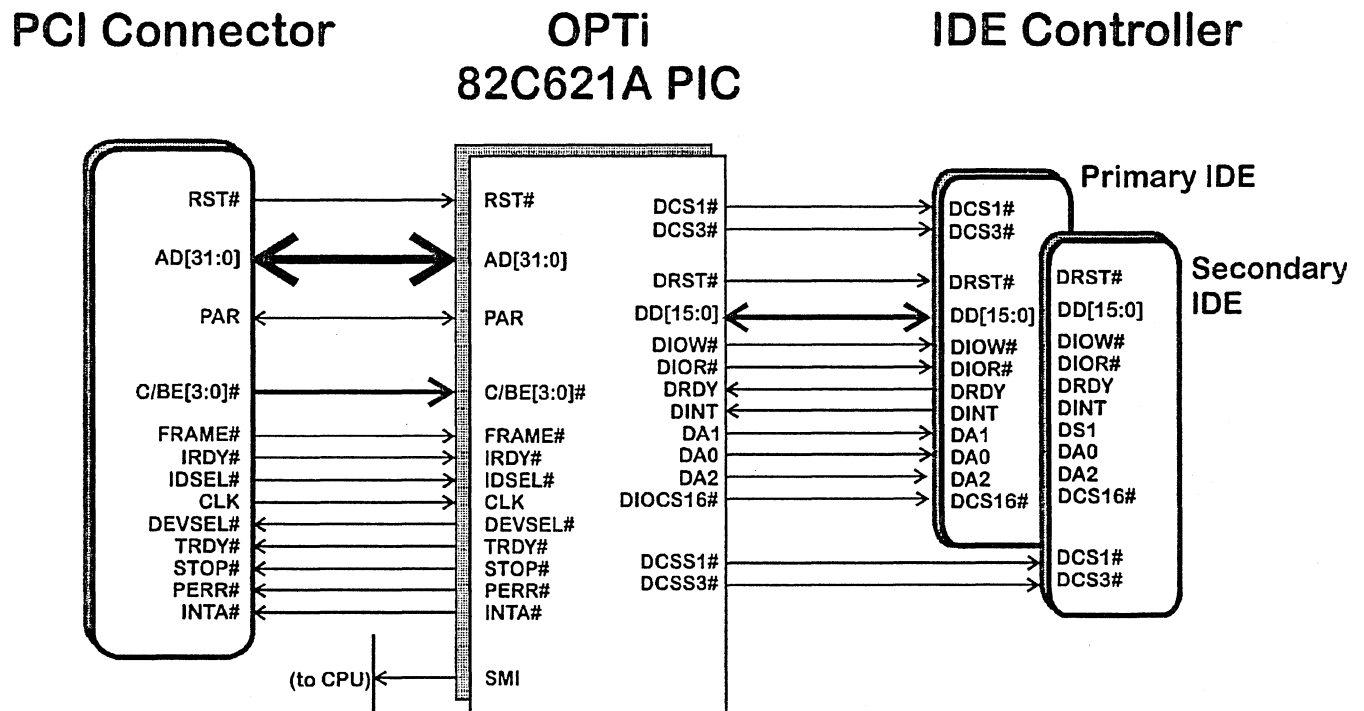 PCI Connector
OPTi
82C621A PIC
IDE Controller
RST#
AD[31:0]
PAR
C/BE[3:0]#
FRAME#
IRDY#
IDSEL#
CLK
DEVSEL#
TRDY#
STOP#
PERR#
INTA#
(to CPU)
RST#
AD[31:0]
PAR
C/BE[3:0]#
FRAME#
IRDY#
IDSEL#
CLK
DEVSEL#
TRDY#
STOP#
PERR#
INTA#
SMI
DCS1#
DCS3#
DRST#
DD[15:0]
DIOW#
DIOR#
DRDY
DINT
DA1
DA0
DA2
DIOCS16#
DCSS1#
DCSS3#
Primary IDE
DCS1#
DCS3#
DRST#
DD[15:0]
DIOW#
DIOR#
DRDY
DINT
DA1
DA0
DA2
DCS16#
Secondary
IDE
DRST#
DD[15:0]
DIOW#
DIOR#
DRDY
DINT
DS1
DA0
DA2
DCS16#
DCS1#
DCS3#